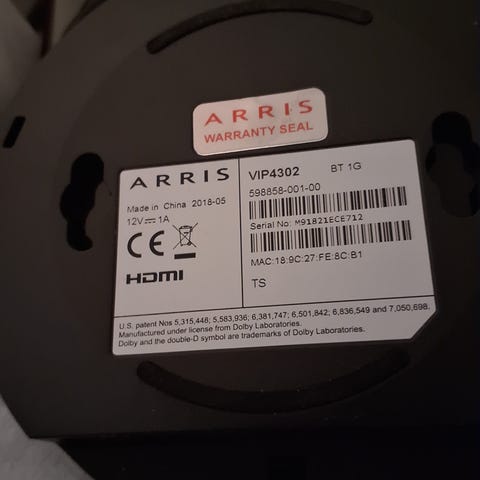 ARRIS
WARRANTY SEAL
ARRIS
Made in China 2018-05
12V⎓1A
CE
HDMI
VIP4302 BT 1G
598858-001-00
Serial No: M91821ECE712
MAC:18:9C:27:FE:8C:B1
TS
U.S. patent Nos 5,315,448; 5,583,936; 6,381,747; 6,501,842; 6,836,549 and 7,050,698.
Manufactured under license from Dolby Laboratories.
Dolby and the double-D symbol are trademarks of Dolby Laboratories.